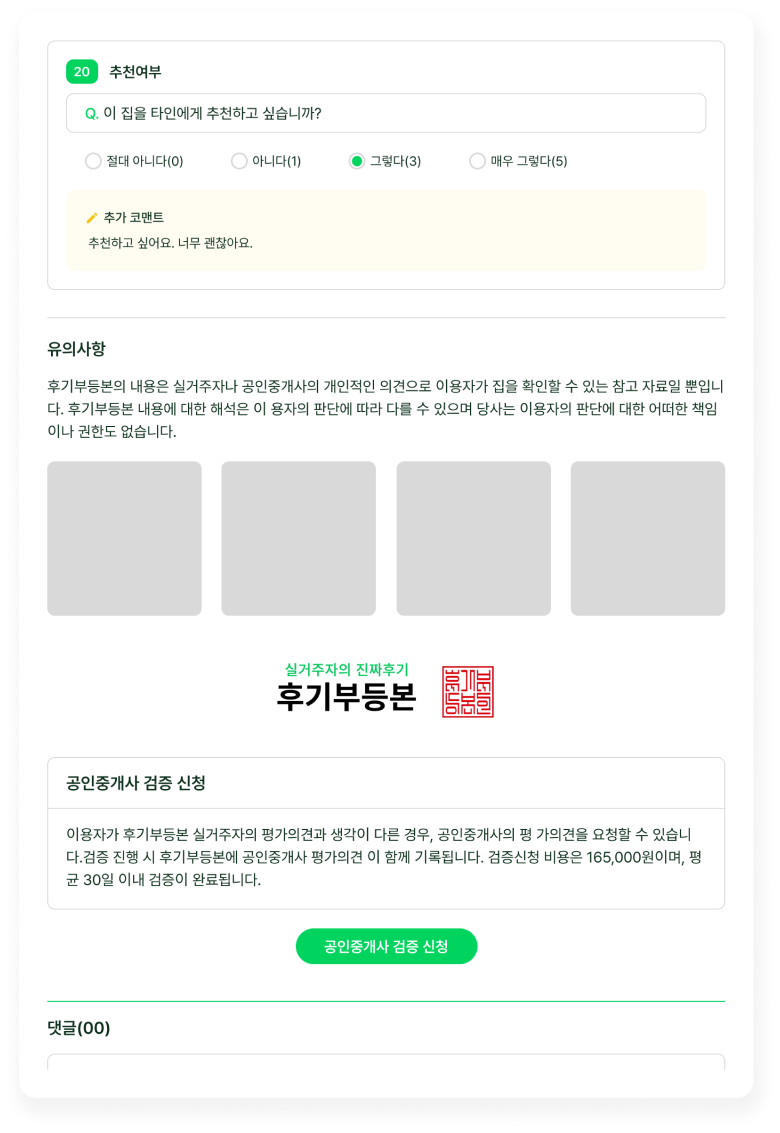 20 추천여부
Q. 이 집을 타인에게 추천하고 싶습니까?
절대 아니다(0) 아니다(1) 그렇다(3) 매우 그렇다(5)
추가 코맨트
추천하고 싶어요. 너무 괜찮아요.
유의사항
후기부등본의 내용은 실거주자나 공인중개사의 개인적인 의견으로 이용자가 집을 확인할 수 있는 참고 자료일 뿐입니
다. 후기부등본 내용에 대한 해석은 이 용자의 판단에 따라 다를 수 있으며 당사는 이용자의 판단에 대한 어떠한 책임
이나 권한도 없습니다.
실거주자의 진짜후기
후기부등본
공인중개사 검증 신청
이용자가 후기부등본 실거주자의 평가의견과 생각이 다른 경우, 공인중개사의 평 가의견을 요청할 수 있습니
다.검증 진행 시 후기부등본에 공인중개사 평가의견 이 함께 기록됩니다. 검증신청 비용은 165,000원이며, 평
균 30일 이내 검증이 완료됩니다.
공인중개사 검증 신청
댓글(00)